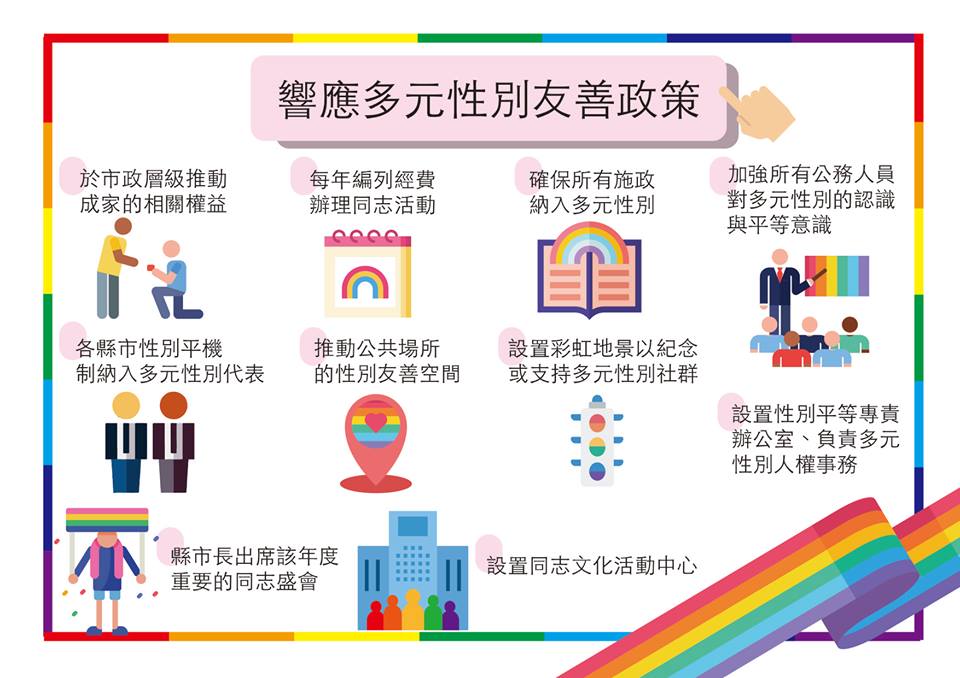 響應多元性別友善政策
於市政層級推動
成家的相關權益
每年編列經費
辦理同志活動
確保所有施政
納入多元性別
加強所有公務人員
對多元性別的認識
與平等意識
各縣市性別平機
制納入多元性別代表
推動公共場所
的性別友善空間
設置彩虹地景以紀念
或支持多元性別社群
設置性別平等專責
辦公室、負責多元
性別人權事務
縣市長出席該年度
重要的同志盛會
設置同志文化活動中心